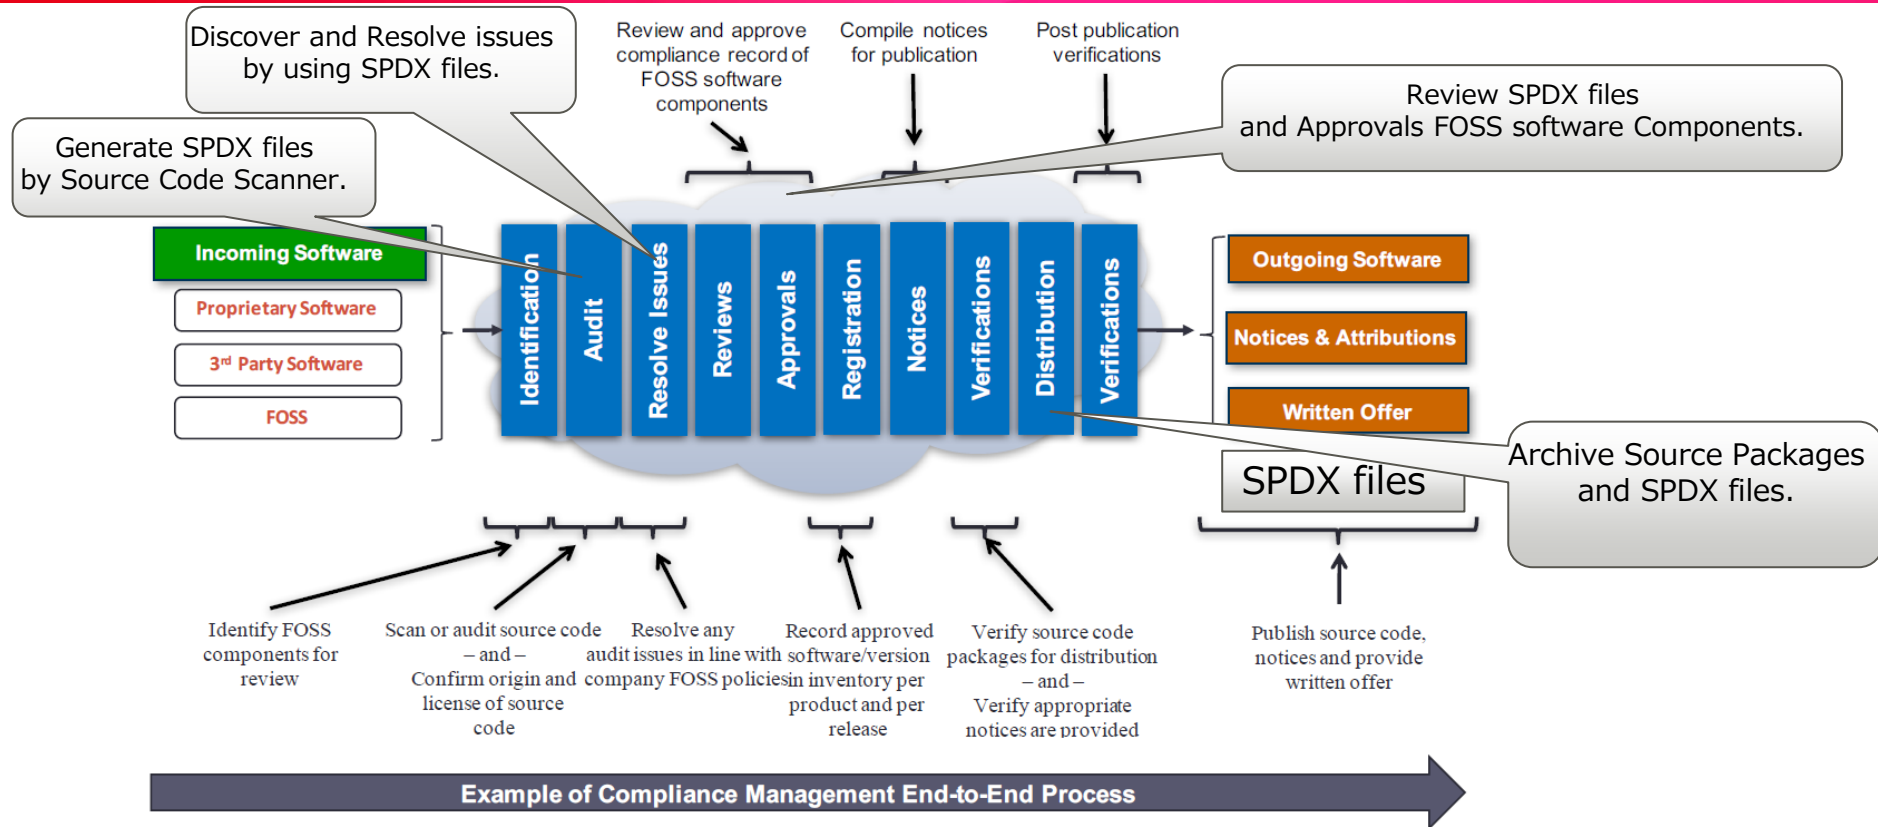 Discover and Resolve issues
by using SPDX files.
Review and approve
compliance record of
FOSS software
components
Compile notices
for publication
Post publication
verifications
Review SPDX files
and Approvals FOSS software Components.
Generate SPDX files
by Source Code Scanner.
Incoming Software
Proprietary Software
3rd Party Software
FOSS
Identification
Audit
Resolve Issues
Reviews
Approvals
Registration
Notices
Verifications
Distribution
Verifications
Outgoing Software
Notices & Attributions
Written Offer
SPDX files
Archive Source Packages
and SPDX files.
Identify FOSS
components for
review
Scan or audit source code
– and –
Confirm origin and
license of source
code
Resolve any
audit issues in line with
company FOSS policies
Record approved
software/version
in inventory per
product and per
release
Verify source code
packages for distribution
– and –
Verify appropriate
notices are provided
Publish source code,
notices and provide
written offer
Example of Compliance Management End-to-End Process